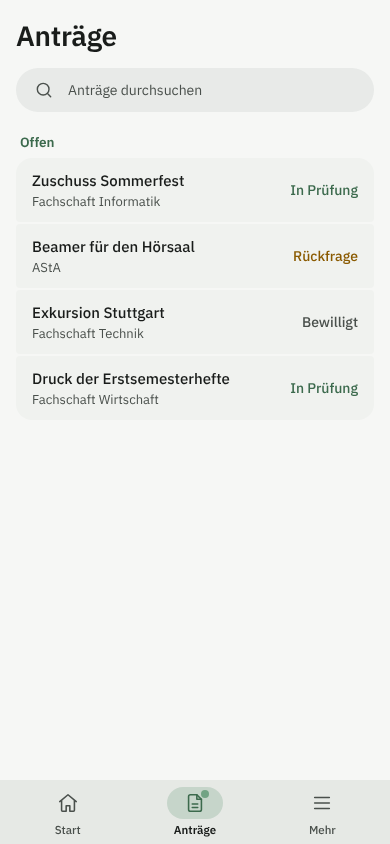 Anträge
Anträge durchsuchen
Offen
Zuschuss Sommerfest
Fachschaft Informatik
In Prüfung
Beamer für den Hörsaal
AStA
Rückfrage
Exkursion Stuttgart
Fachschaft Technik
Bewilligt
Druck der Erstsemesterhefte
Fachschaft Wirtschaft
In Prüfung
Start
Anträge
Mehr